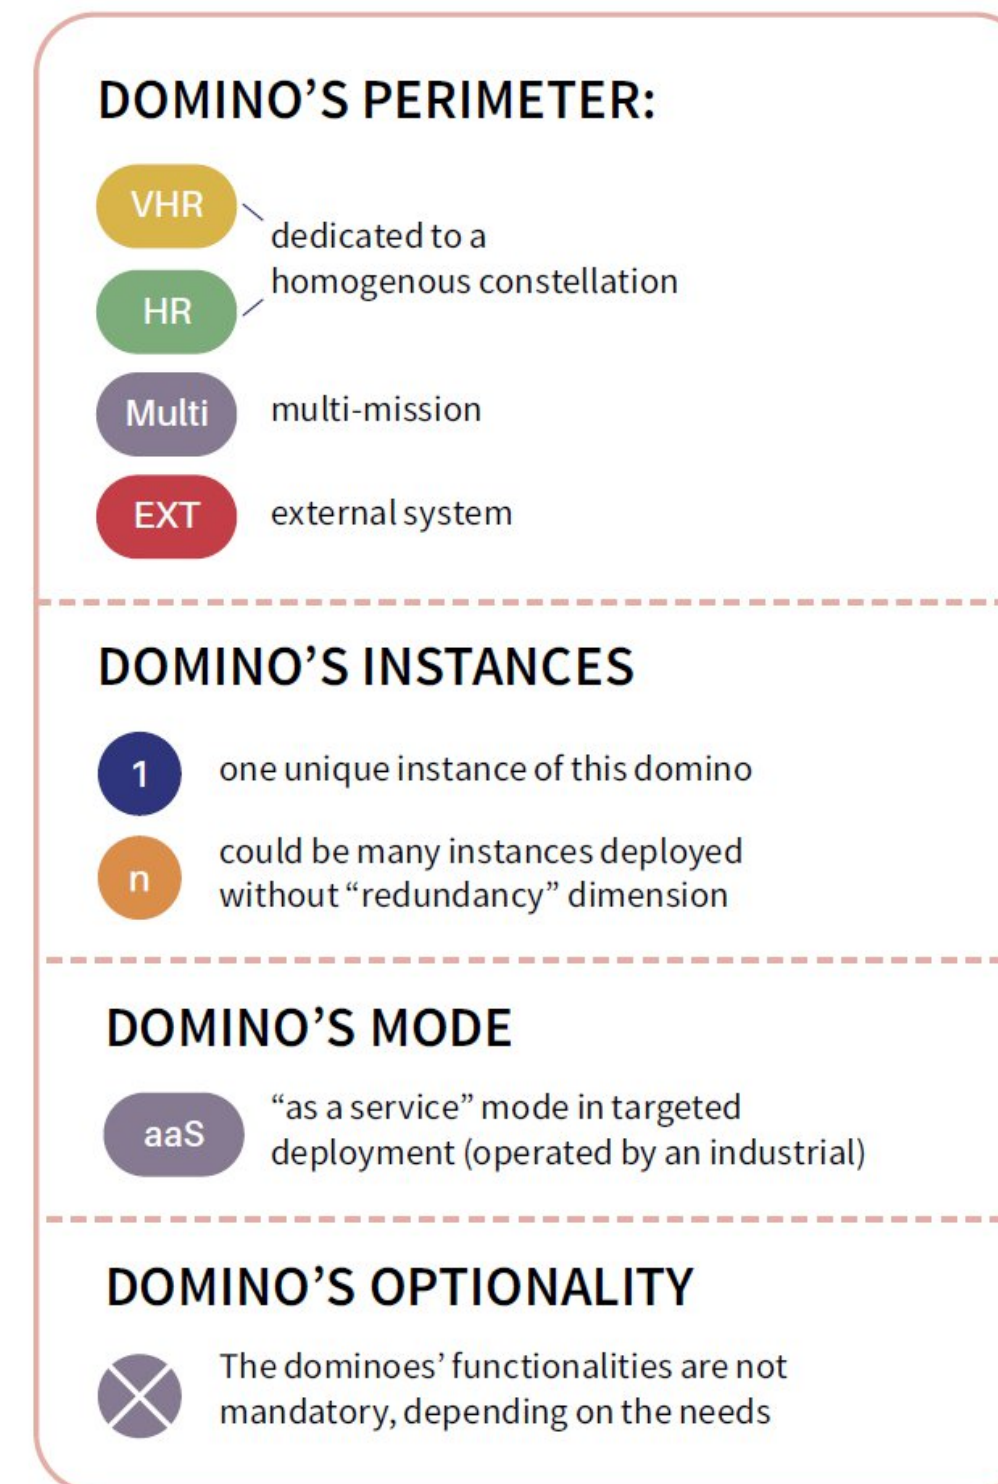 DOMINO’S PERIMETER:
VHR
dedicated to a
homogenous constellation
HR
Multi
multi-mission
EXT
external system
DOMINO’S INSTANCES
1
one unique instance of this domino
n
could be many instances deployed
without “redundancy” dimension
DOMINO’S MODE
aaS
“as a service” mode in targeted
deployment (operated by an industrial)
DOMINO’S OPTIONALITY
The dominoes’ functionalities are not
mandatory, depending on the needs